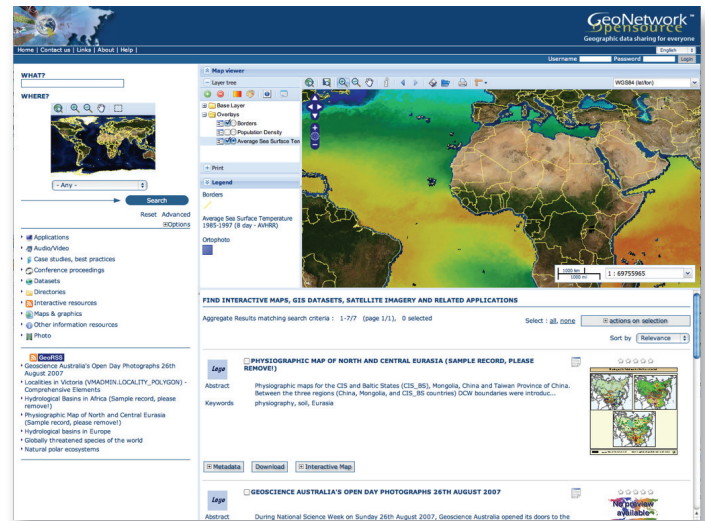 GeoNetwork
opensource
Geographic data sharing for everyone
Home | Contact us | Links | About | Help |
English
Username
Password
Login
WHAT?
WHERE?
- Any -
Search
Reset Advanced
Options
Applications
Audio/Video
Case studies, best practices
Conference proceedings
Datasets
Directories
Interactive resources
Maps & graphics
Other information resources
Photo
GeoRSS
Geoscience Australia's Open Day Photographs 26th
August 2007
Localities in Victoria (VMADMIN.LOCALITY_POLYGON) -
Comprehensive Elements
Hydrological Basins in Africa (Sample record, please
remove!)
Physiographic Map of North and Central Eurasia
(Sample record, please remove!)
Hydrological basins in Europe
Globally threatened species of the world
Natural polar ecosystems
Map viewer
Layer tree
WGS84 (lat/lon)
Base Layer
Overlays
Borders
Population Density
Average Sea Surface Ten
Print
Legend
Borders
Average Sea Surface Temperature
1985-1997 (8 day - AVHRR)
Ortophoto
1000 km
1000 mi
1 : 69755965
FIND INTERACTIVE MAPS, GIS DATASETS, SATELLITE IMAGERY AND RELATED APPLICATIONS
Aggregate Results matching search criteria : 1-7/7 (page 1/1), 0 selected
Select : all, none
actions on selection
Sort by Relevance
Logo
PHYSIOGRAPHIC MAP OF NORTH AND CENTRAL EURASIA (SAMPLE RECORD, PLEASE
REMOVE!)
Abstract Physiographic maps for the CIS and Baltic States (CIS_BS), Mongolia, China and Taiwan Province of China.
Between the three regions (China, Mongolia, and CIS_BS countries) DCW boundaries were introduc...
Keywords physiography, soil, Eurasia
Metadata Download Interactive Map
Logo
GEOSCIENCE AUSTRALIA'S OPEN DAY PHOTOGRAPHS 26TH AUGUST 2007
No preview
available
Abstract During National Science Week on Sunday 26th August 2007, Geoscience Australia opened its doors to the